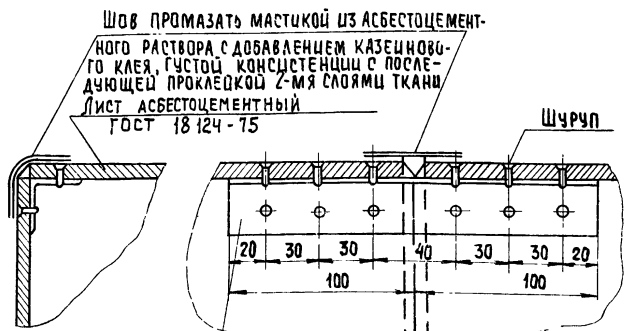 Шов промазать мастикой из асбестоцемент-
ного раствора с добавлением казеиново-
го клея, густой консистенции с после-
дующей проклейкой 2-мя слоями ткани
Лист асбестоцементный
ГОСТ 18124-75
Шуруп
20 30 30 40 30 30 20
100 100